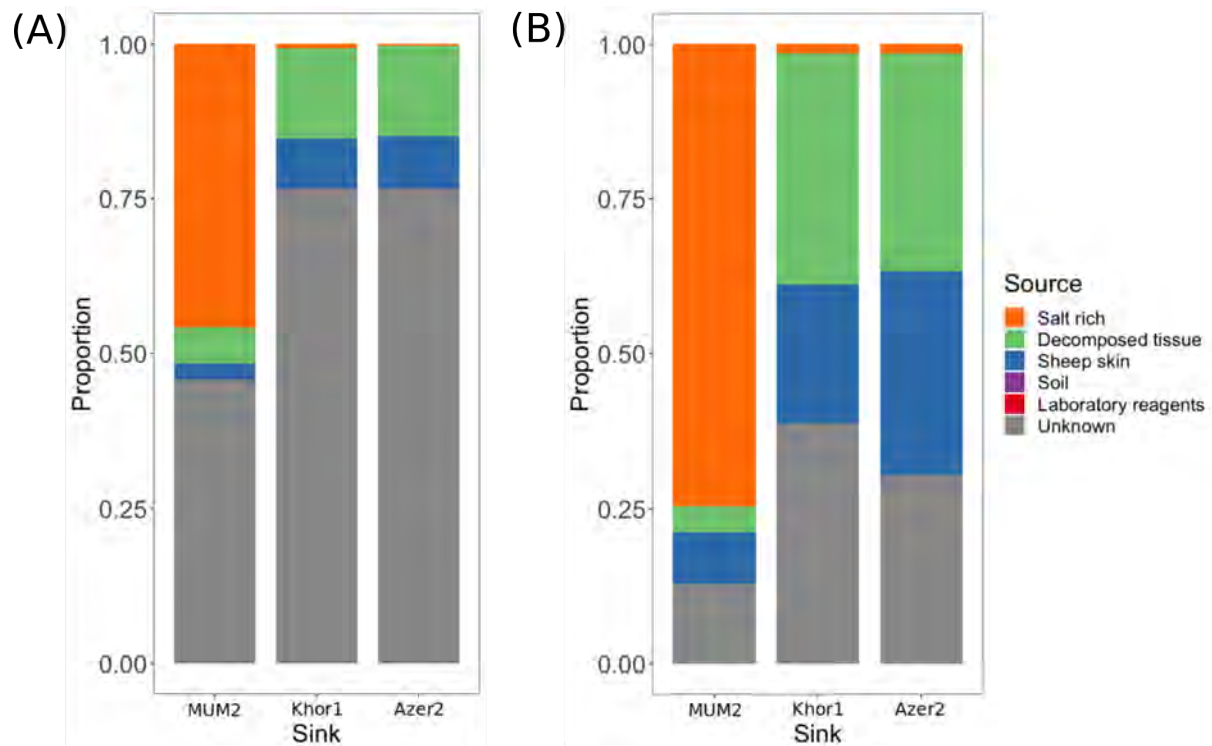 (A)
1.00
0.75
0.50
0.25
0.00
Proportion
MUM2 Khor1 Azer2
Sink
(B)
1.00
0.75
0.50
0.25
0.00
Proportion
MUM2 Khor1 Azer2
Sink
Source
Salt rich
Decomposed tissue
Sheep skin
Soil
Laboratory reagents
Unknown